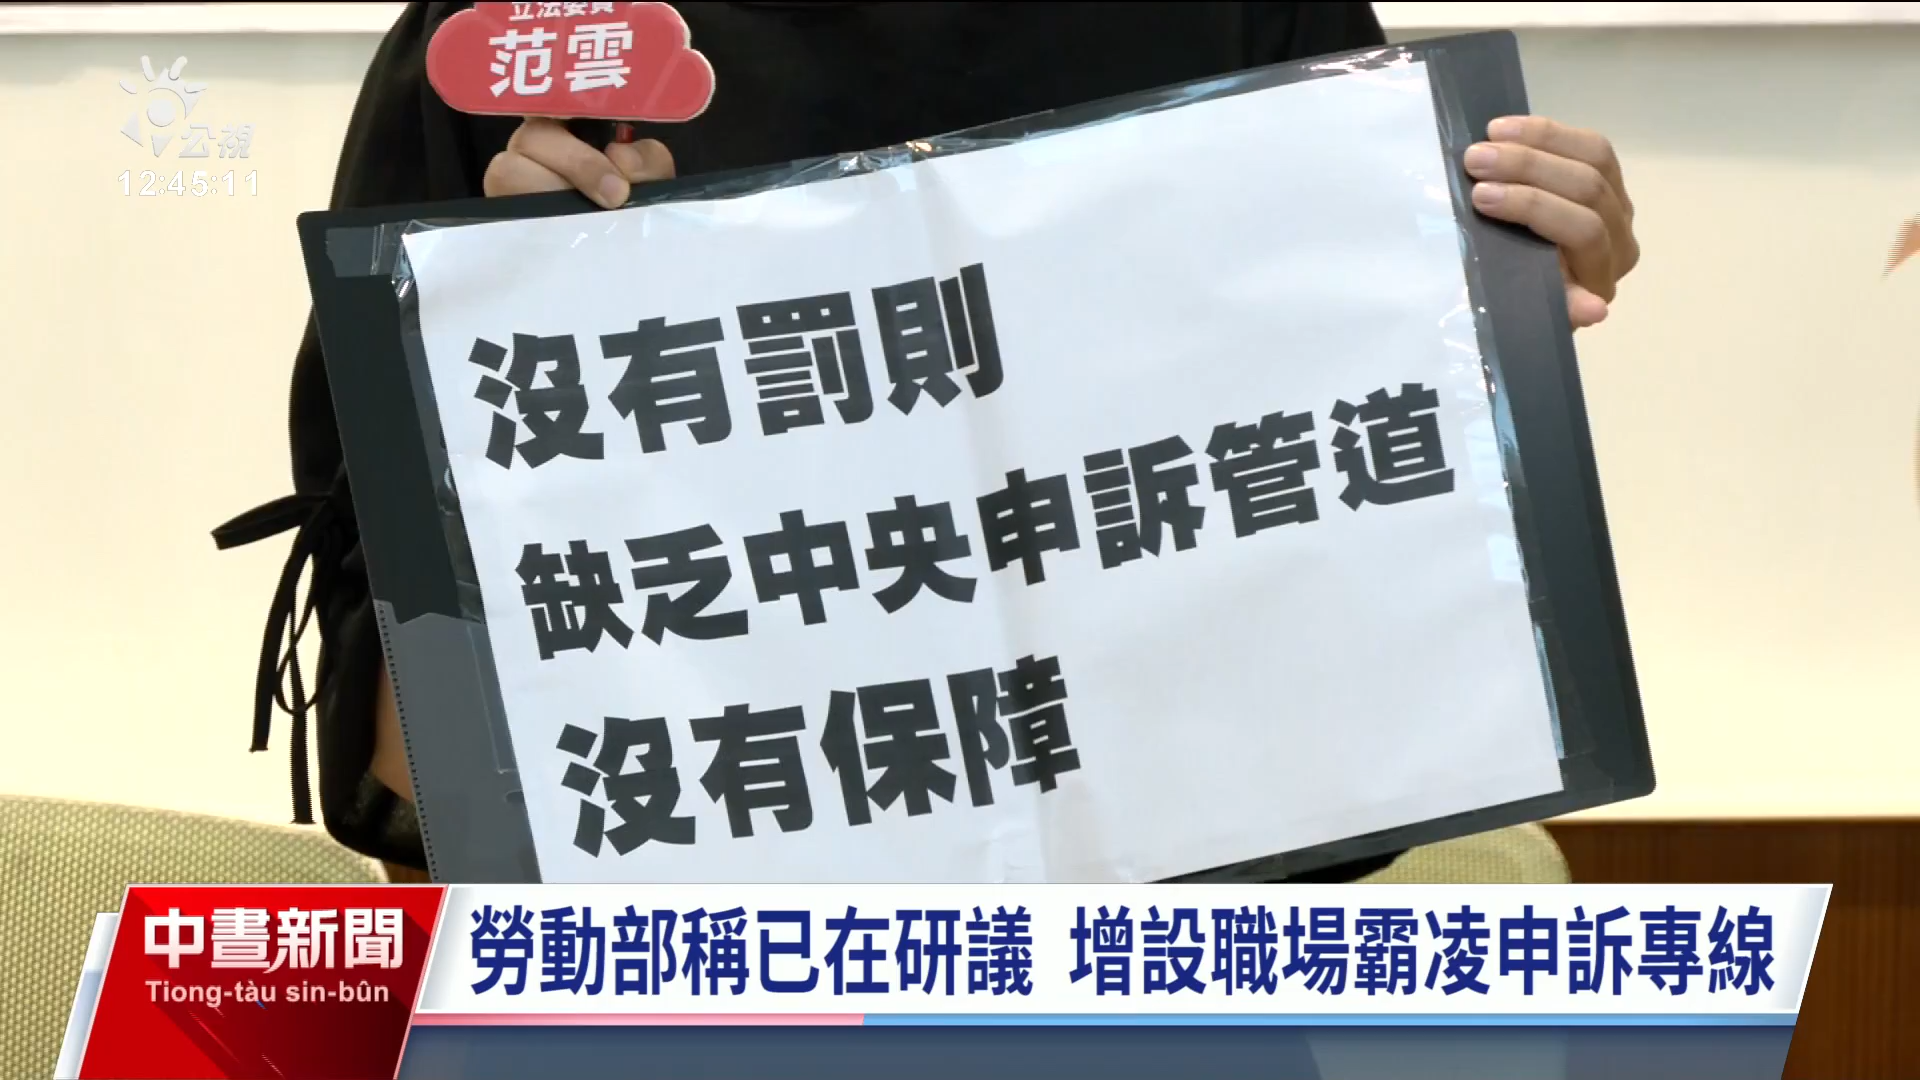 立法委員
范雲
公視
12:45:11
沒有罰則
缺乏中央申訴管道
沒有保障
中晝新聞
Tiong-tàu sin-bûn
勞動部稱已在研議 增設職場霸凌申訴專線